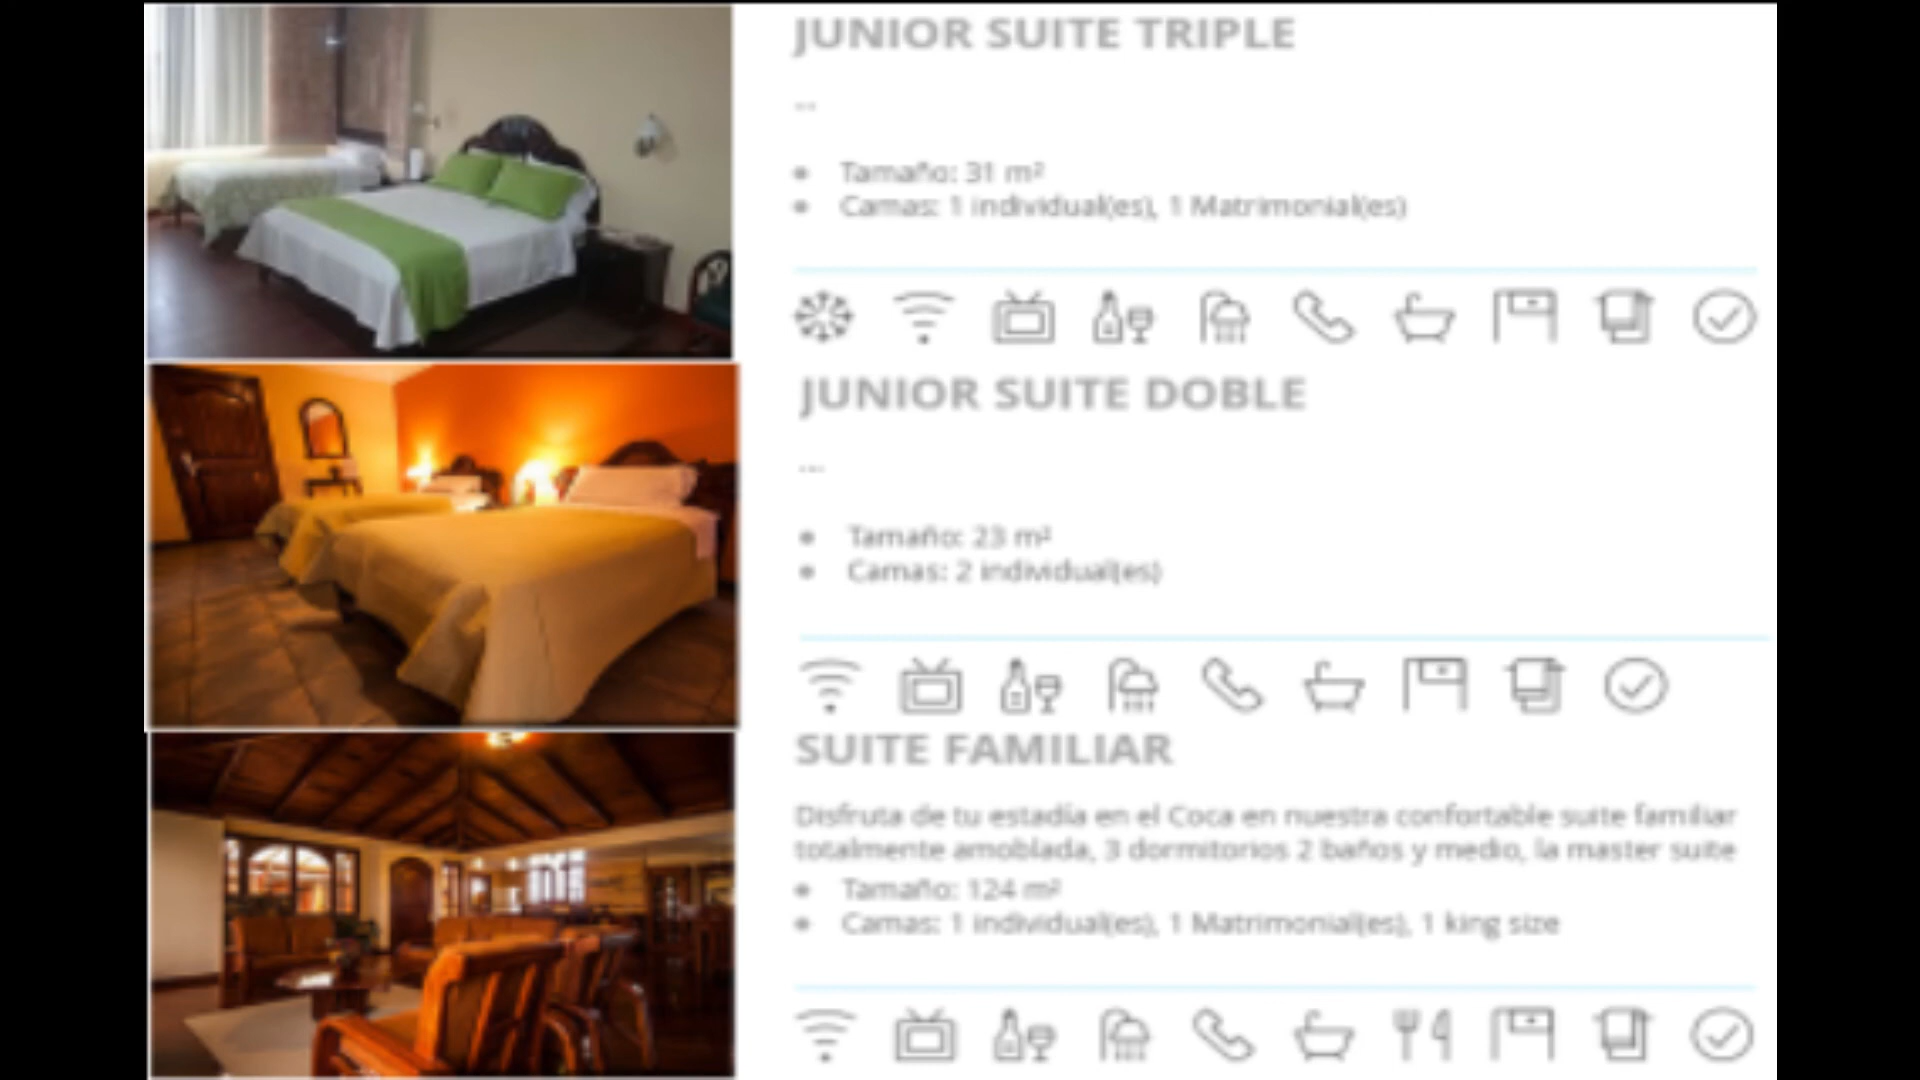 JUNIOR SUITE TRIPLE
--
• Tamaño: 31 m²
• Camas: 1 individual(es), 1 Matrimonial(es)
JUNIOR SUITE DOBLE
---
• Tamaño: 23 m²
• Camas: 2 individual(es)
SUITE FAMILIAR
Disfruta de tu estadía en el Coca en nuestra confortable suite familiar
totalmente amoblada, 3 dormitorios 2 baños y medio, la master suite
• Tamaño: 124 m²
• Camas: 1 individual(es), 1 Matrimonial(es), 1 king size